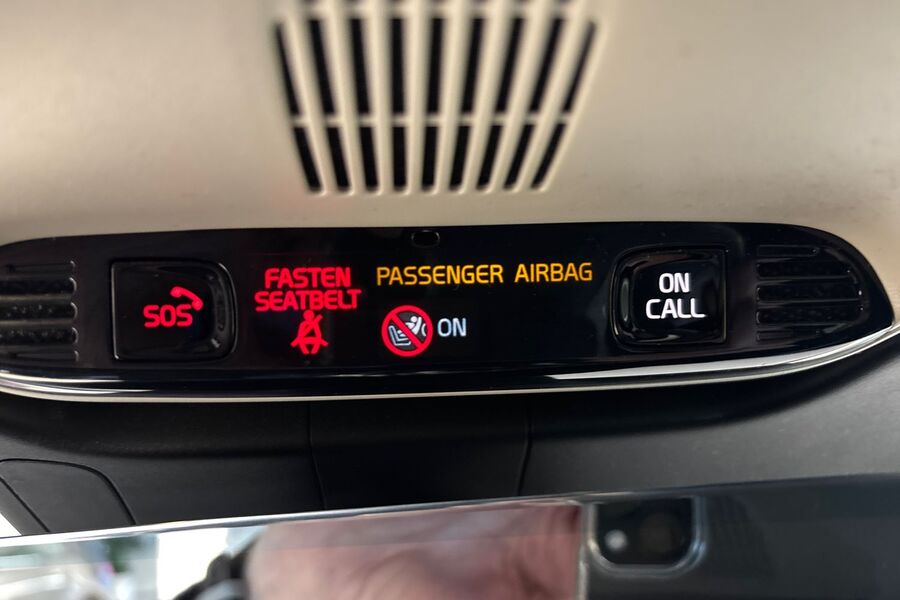 SOS
FASTEN
SEATBELT
PASSENGER AIRBAG
ON
ON
CALL